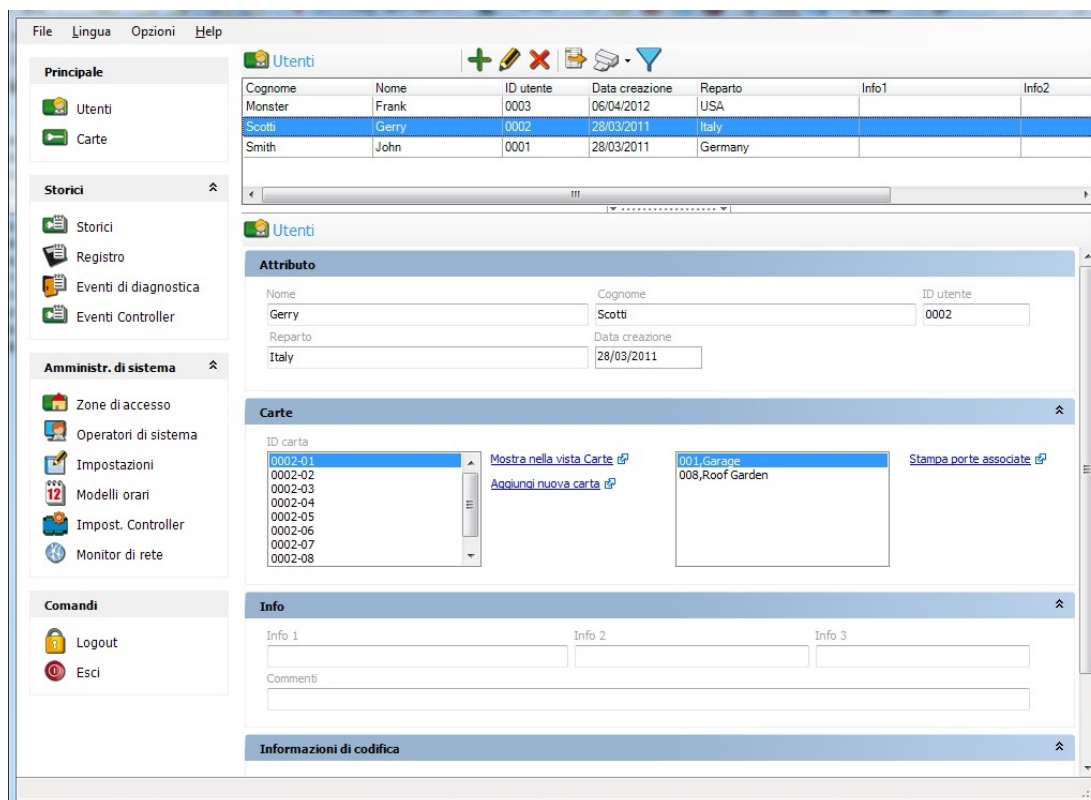 File Lingua Opzioni Help
Principale
Utenti
Carte
Storici
Storici
Registro
Eventi di diagnostica
Eventi Controller
Amministr. di sistema
Zone di accesso
Operatori di sistema
Impostazioni
12 Modelli orari
Impost. Controller
Monitor di rete
Comandi
Logout
Esci
Utenti
Cognome Nome ID utente Data creazione Reparto Info1 Info2
Monster Frank 0003 06/04/2012 USA
Scotti Gerry 0002 28/03/2011 Italy
Smith John 0001 28/03/2011 Germany
Utenti
Attributo
Nome Cognome ID utente
Gerry Scotti 0002
Reparto Data creazione
Italy 28/03/2011
Carte
ID carta
0002-01
0002-02
0002-03
0002-04
0002-05
0002-06
0002-07
0002-08
Mostra nella vista Carte
Aggiungi nuova carta
001,Garage
008,Roof Garden
Stampa porte associate
Info
Info 1 Info 2 Info 3
Commenti
Informazioni di codifica